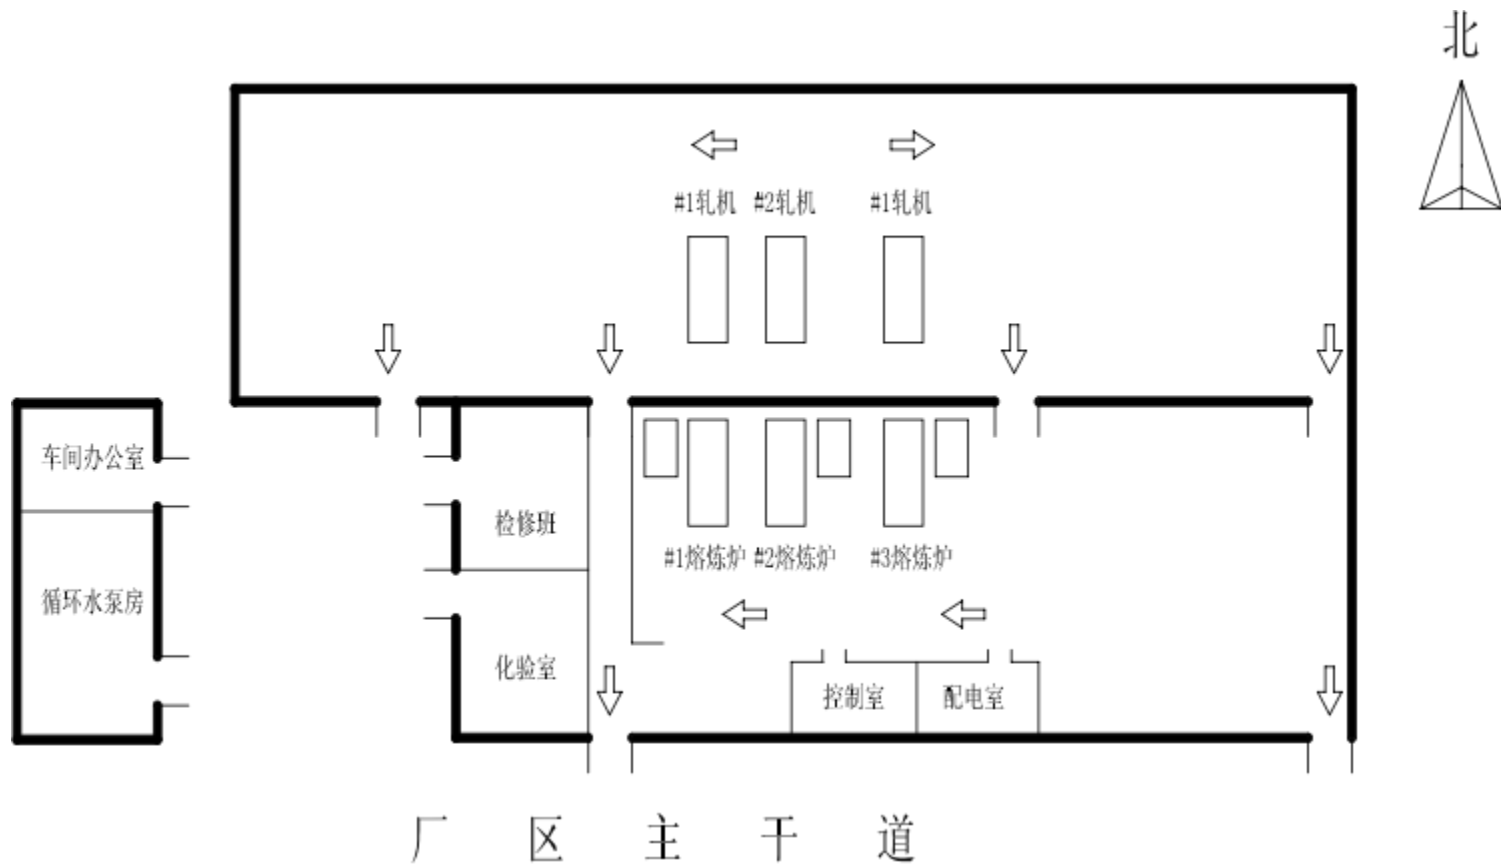 北
#1轧机 #2轧机 #1轧机
车间办公室
检修班
#1熔炼炉 #2熔炼炉 #3熔炼炉
循环水泵房
化验室
控制室 配电室
厂区主干道